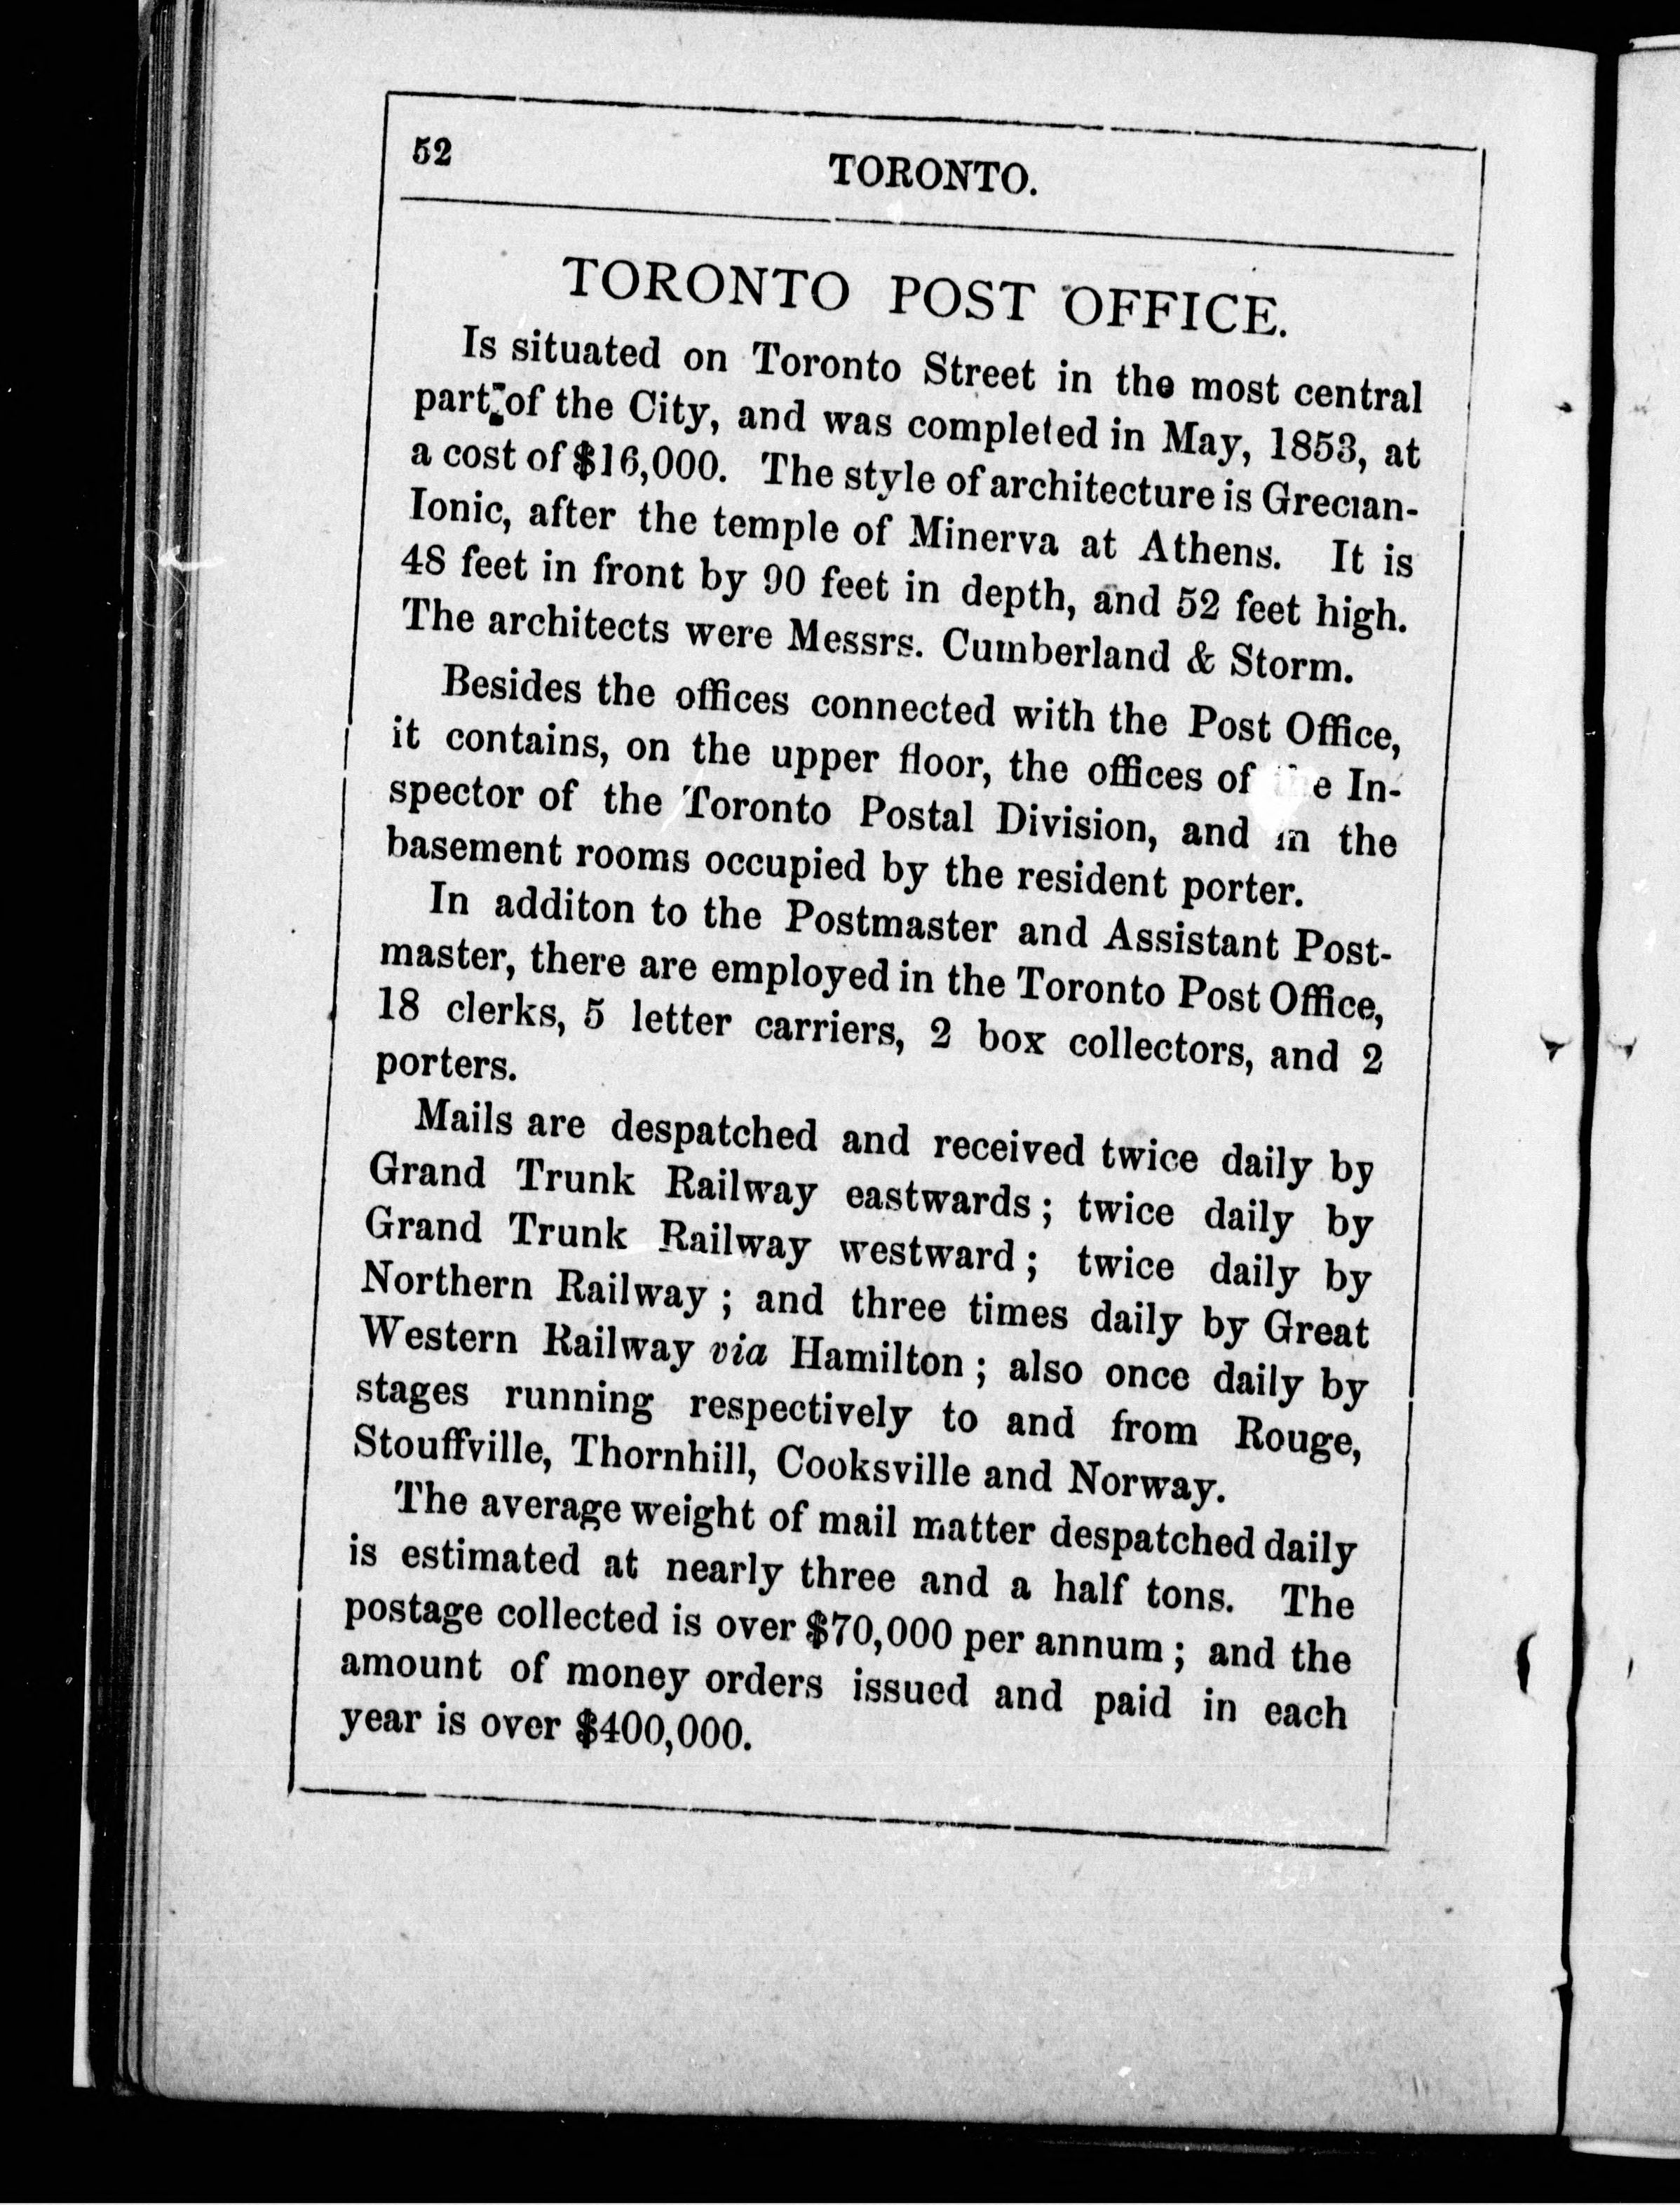 52
TORONTO.
TORONTO POST OFFICE.
Is situated on Toronto Street in the most central
part of the City, and was completed in May, 1853, at
a cost of $16,000. The style of architecture is Grecian-
Ionic, after the temple of Minerva at Athens. It is
48 feet in front by 90 feet in depth, and 52 feet high.
The architects were Messrs. Cumberland & Storm.
Besides the offices connected with the Post Office,
it contains, on the upper floor, the offices of the In-
spector of the Toronto Postal Division, and in the
basement rooms occupied by the resident porter.
In additon to the Postmaster and Assistant Post-
master, there are employed in the Toronto Post Office,
18 clerks, 5 letter carriers, 2 box collectors, and 2
porters.
Mails are despatched and received twice daily by
Grand Trunk Railway eastwards; twice daily by
Grand Trunk Railway westward; twice daily by
Northern Railway; and three times daily by Great
Western Railway via Hamilton; also once daily by
stages running respectively to and from Rouge,
Stouffville, Thornhill, Cooksville and Norway.
The average weight of mail matter despatched daily
is estimated at nearly three and a half tons. The
postage collected is over $70,000 per annum; and the
amount of money orders issued and paid in each
year is over $400,000.